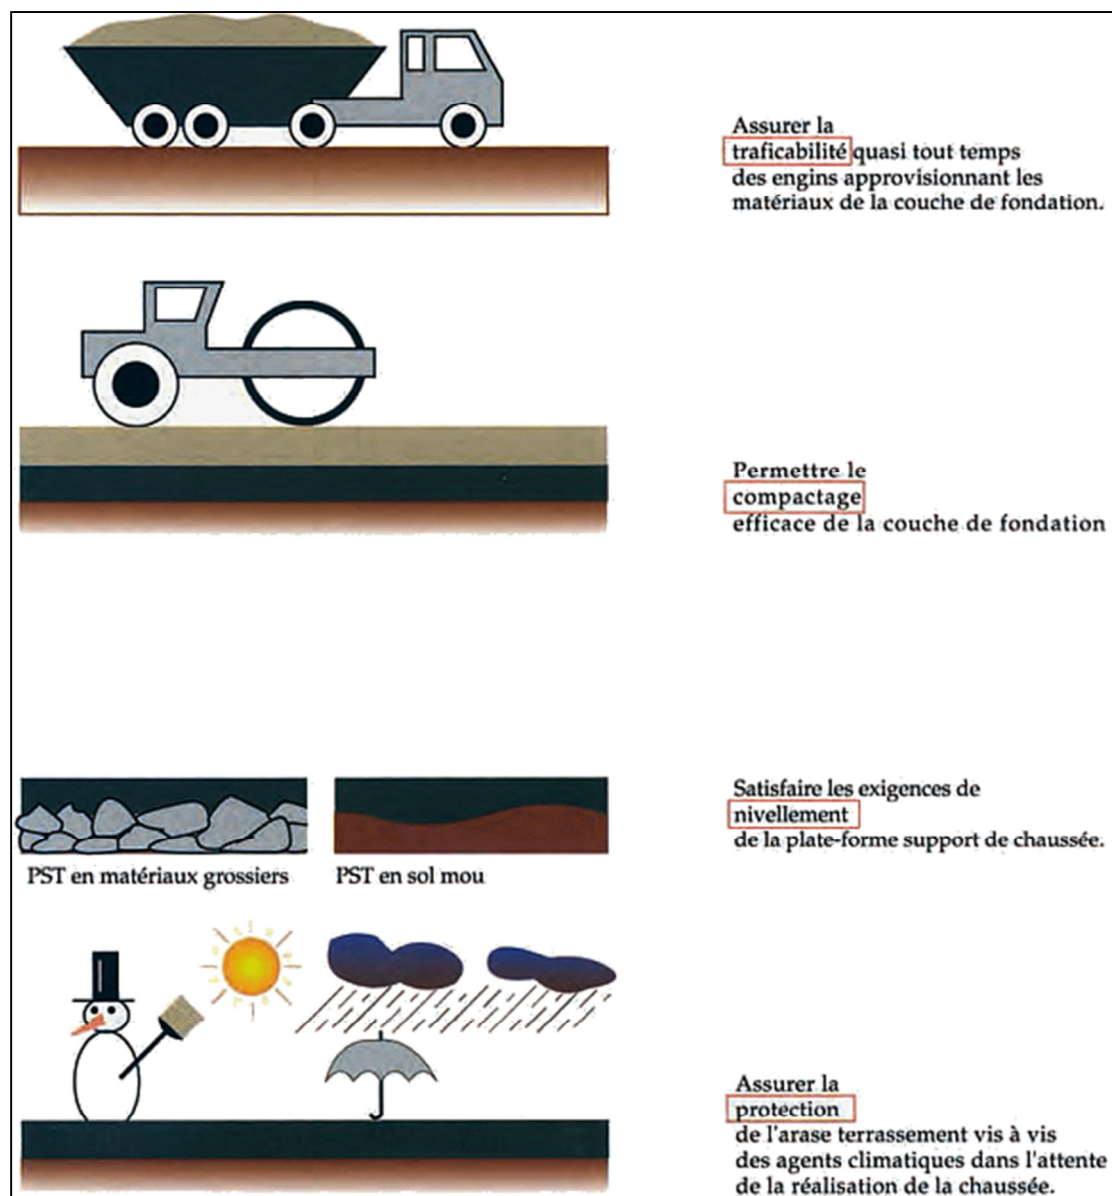 Assurer la
traficabilité quasi tout temps
des engins approvisionnant les
matériaux de la couche de fondation.
Permettre le
compactage
efficace de la couche de fondation
Satisfaire les exigences de
nivellement
de la plate-forme support de chaussée.
PST en matériaux grossiers
PST en sol mou
Assurer la
protection
de l'arase terrassement vis à vis
des agents climatiques dans l'attente
de la réalisation de la chaussée.